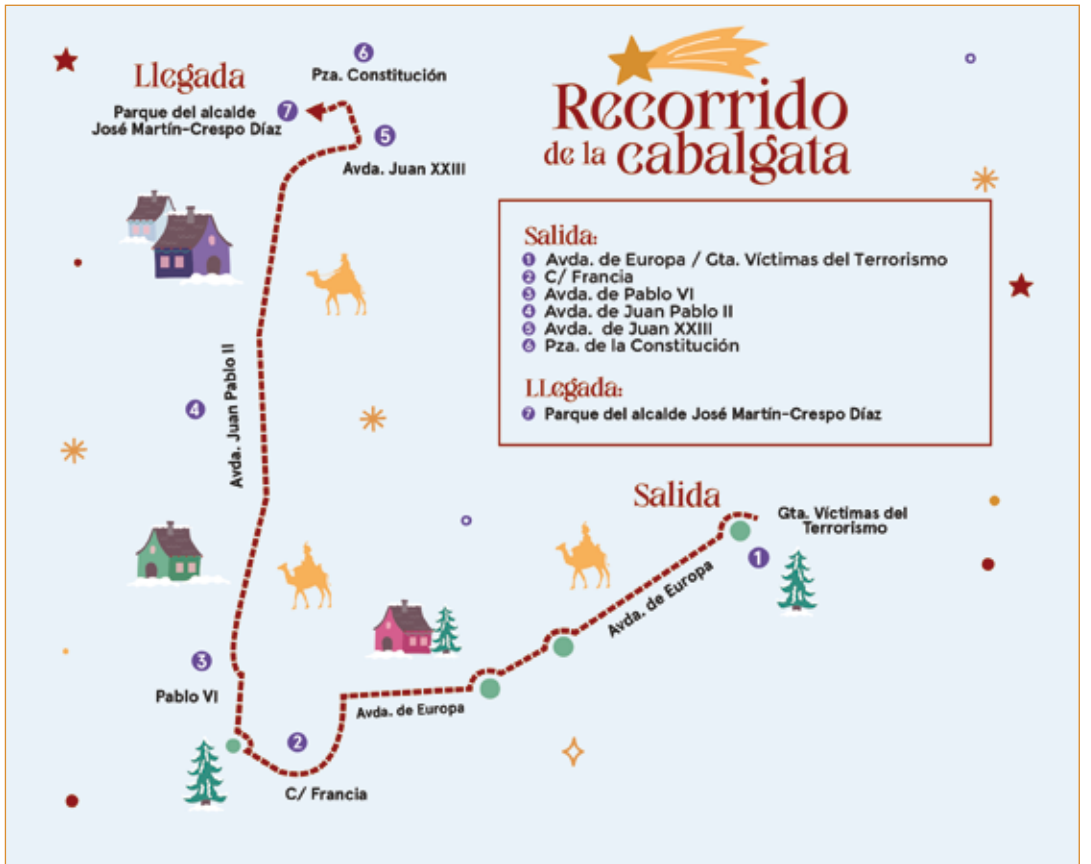 Recorrido
de la cabalgata
Salida:
1 Avda. de Europa / Gta. Víctimas del Terrorismo
2 C/ Francia
3 Avda. de Pablo VI
4 Avda. de Juan Pablo II
5 Avda. de Juan XXIII
6 Pza. de la Constitución
LLegada:
7 Parque del alcalde José Martín-Crespo Díaz
6
Pza. Constitución
Llegada
Parque del alcalde
José Martín-Crespo Díaz
7
5
Avda. Juan XXIII
4
Avda. Juan Pablo II
3
Pablo VI
2
C/ Francia
Avda. de Europa
Avda. de Europa
Salida
Gta. Víctimas del
Terrorismo
1